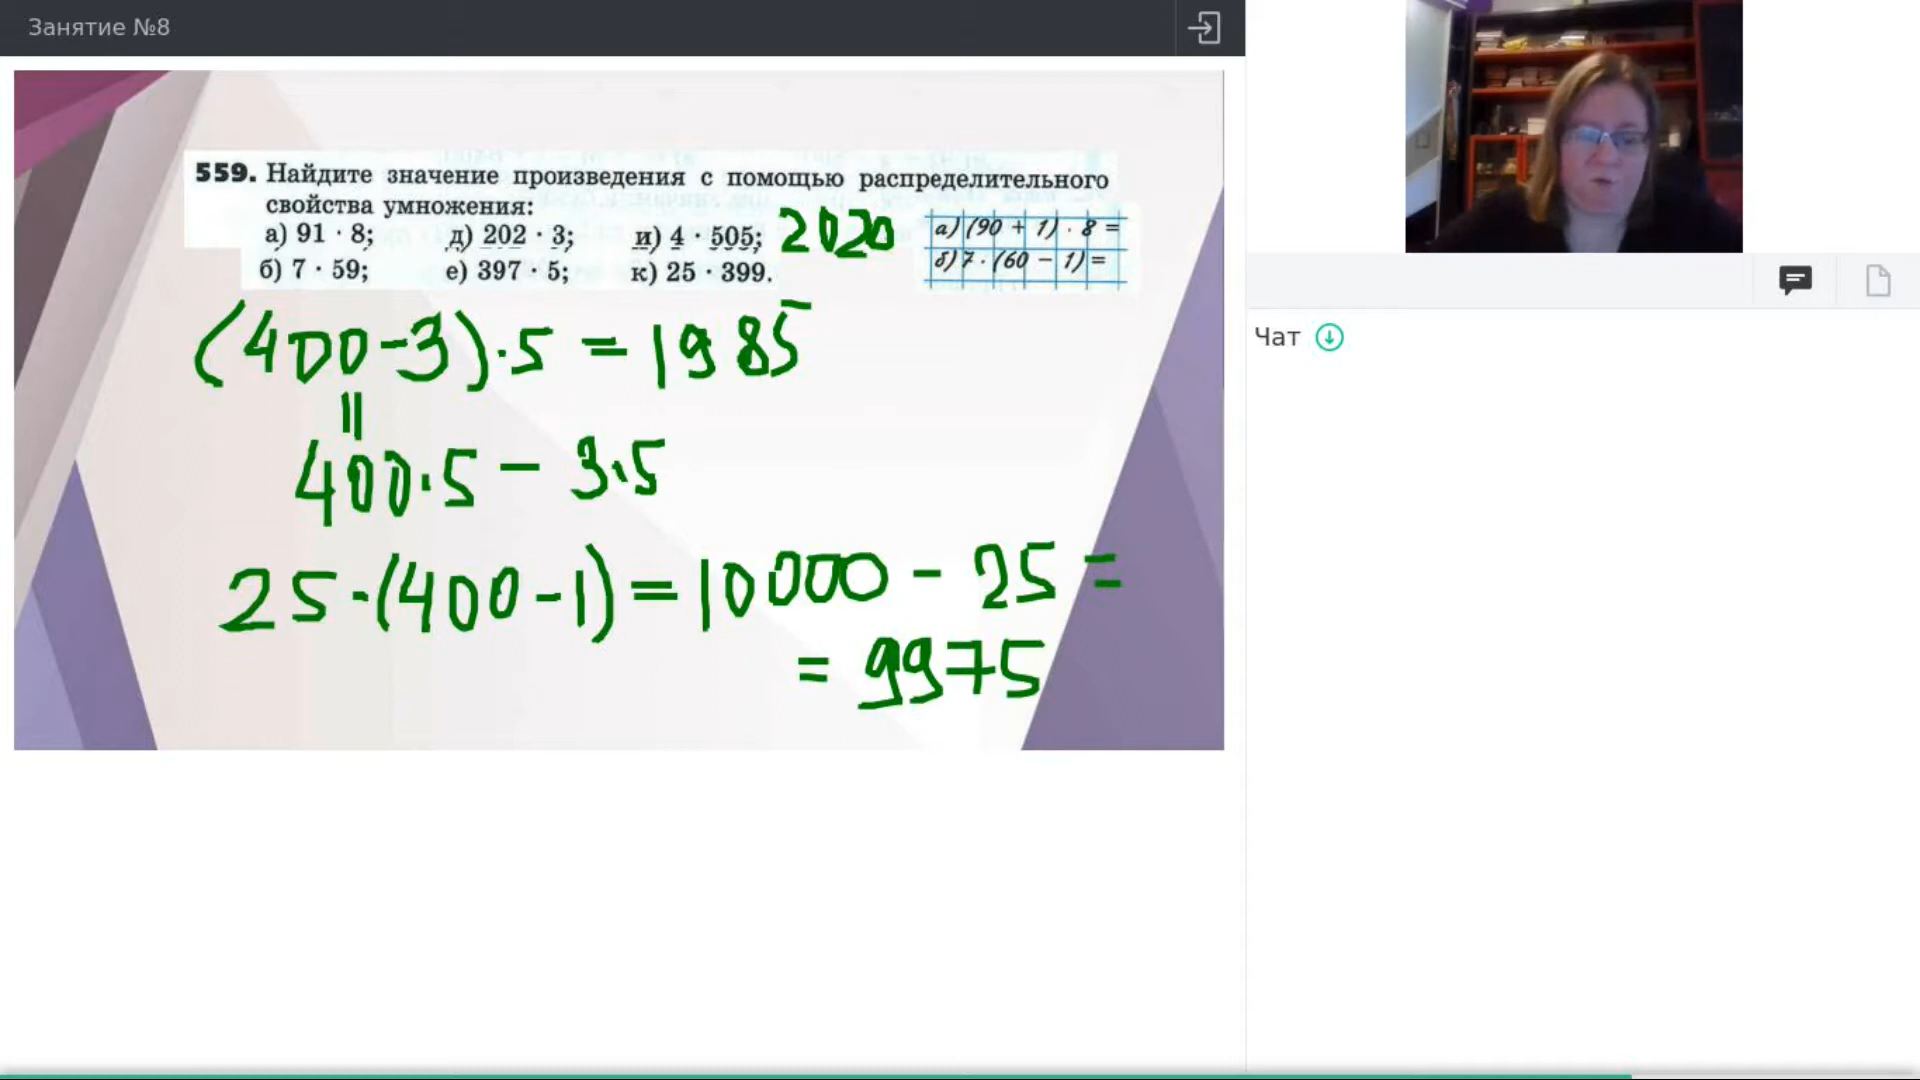 Занятие №8
559. Найдите значение произведения с помощью распределительного
свойства умножения:
а) 91 · 8; д) 202 · 3; и) 4 · 505; 2020
б) 7 · 59; е) 397 · 5; к) 25 · 399.
а) (90 + 1) · 8 =
б) 7 · (60 − 1) =
(400-3)·5 = 1985
=
400·5 - 3·5
25·(400-1) = 10000 - 25 =
= 9975
Чат